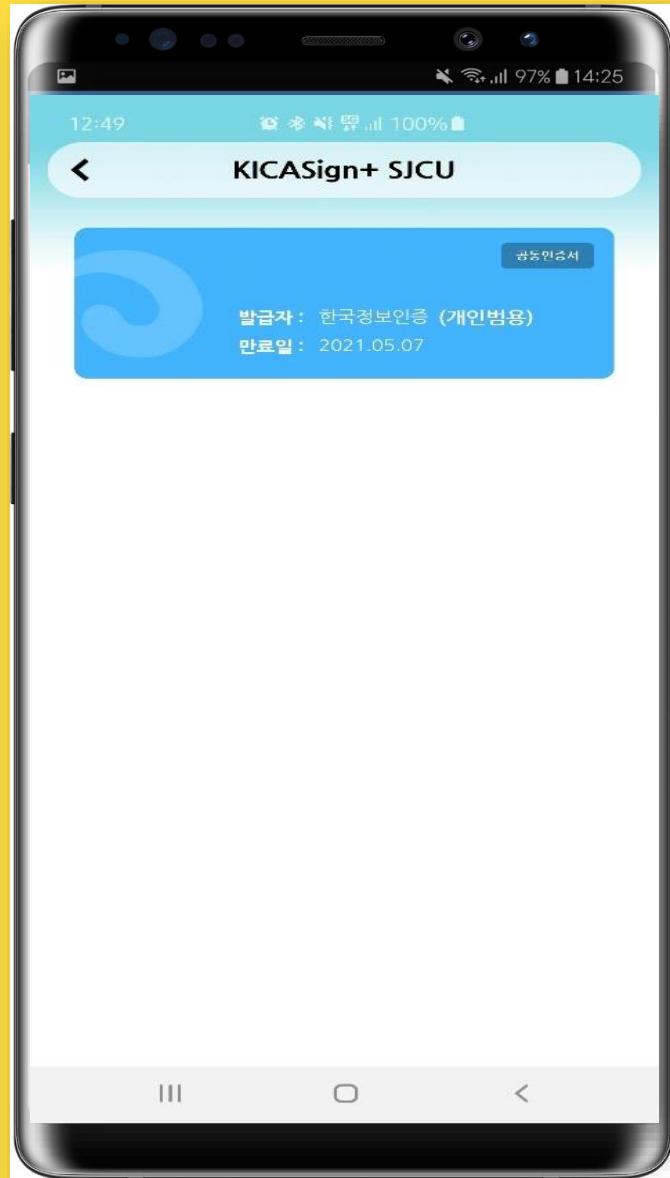 97% 14:25
12:49 100%
KICASign+ SJCU
공동인증서
발급자 : 한국정보인증 (개인범용)
만료일 : 2021.05.07